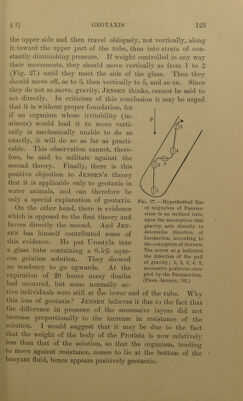 § 5] GEOTAXIS 123
the upper side and then travel obliquely, not vertically, along
it toward the upper part of the tube, thus into strata of con-
stantly diminishing pressure. If weight controlled in any way
their movements, they should move vertically as from 1 to 2
(Fig. 27) until they meet the side of the glass. Then they
should move off, as to 3, then vertically to 5, and so on. Since
they do not so move, gravity, JENSEN thinks, cannot be said to
act directly. In criticism of this conclusion it may be urged
that it is without proper foundation, for
if an organism whose irritability (in-
stincts) would lead it to move verti-
cally is mechanically unable to do so
exactly, it will do so as far as practi-
cable. This observation cannot, there-
fore, be said to militate against the
second theory. Finally, there is this
positive objection to JENSEN'S theory
that it is applicable only to geotaxis in
water animals, and can therefore be
only a special explanation of geotaxis.
On the other hand, there is evidence
which is opposed to the first theory and
favors directly the second. And JEN-
SEN has himself contributed some of
this evidence. He put Urostyla into
a glass tube containing a 0.5% aque-
ous gelatine solution. They showed
no tendency to go upwards. At the
expiration of 20 hours many deaths
had occurred, but some normally ac-
tive individuals were still at the lower end of the tube. Why
this loss of geotaxis? JENSEN believes it due to the fact that
the difference in pressure of the successive layers did not
increase proportionally to the increase in resistance of the
solution. I would suggest that it may be due to the fact
that the weight of the body of the Protista is now relatively
less than that of the solution, so that the organism, tending
to move against resistance, comes to lie at the bottom of the
buoyant fluid, hence appears positively geotactic.
P
FIG. 27. — Hypothetical line
of migration of Parame-
cium in an inclined tube,
upon the assumption that
gravity acts directly to
determine direction of
locomotion, according to
the conception of JENSEN.
The arrow at p indicates
the direction of the pull
of gravity; 1, 2, 3, 4, 5,
successive positions occu-
pied by the Paramecium.
(From JENSEN, '93.)